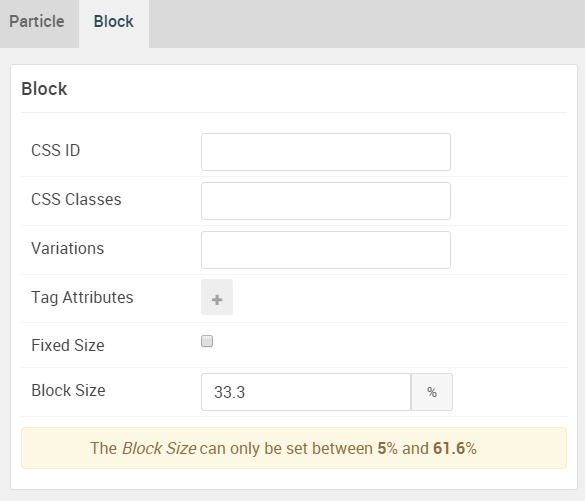 Particle Block
Block
CSS ID
CSS Classes
Variations
Tag Attributes +
Fixed Size
Block Size 33.3 %
The Block Size can only be set between 5% and 61.6%